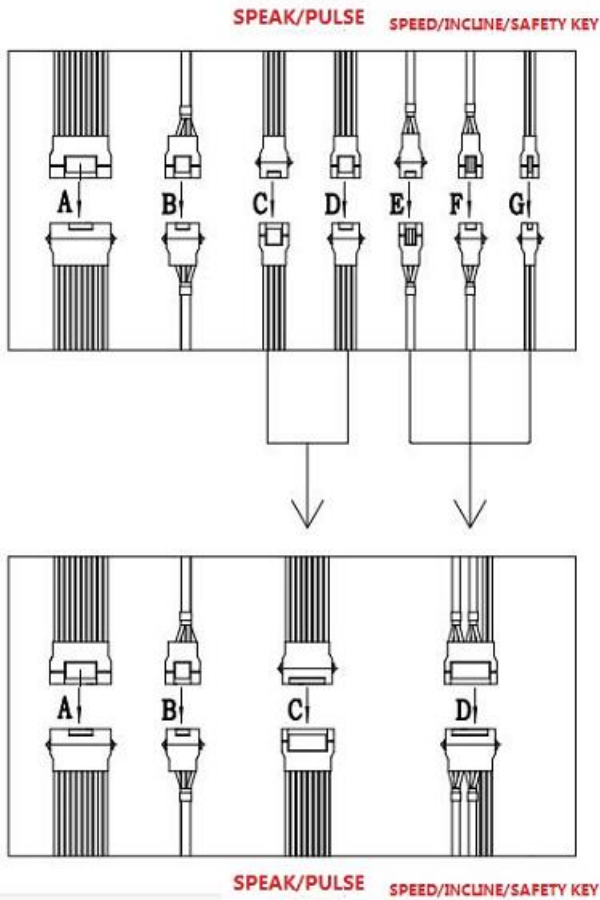 SPEAK/PULSE
SPEED/INCLINE/SAFETY KEY
A B C D E F G
A B C D
SPEAK/PULSE
SPEED/INCLINE/SAFETY KEY